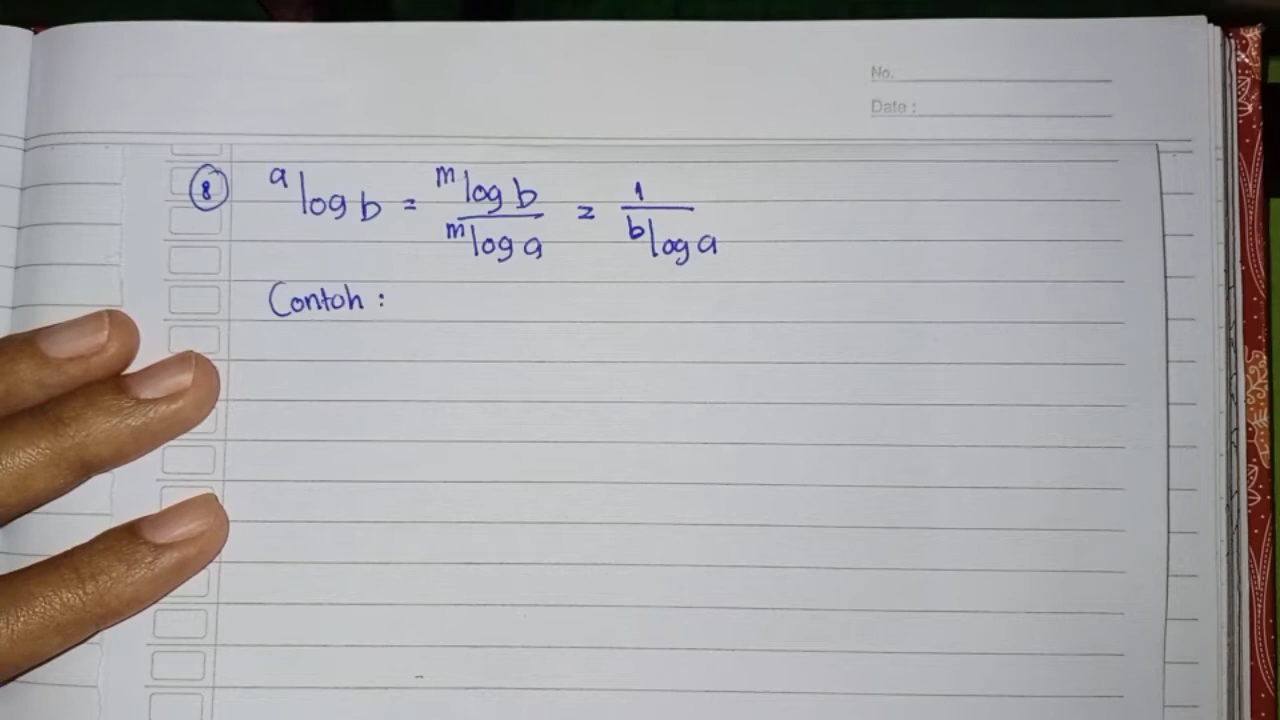 No.
Date :
⑧ ᵃlog b = ᵐlog b / ᵐlog a = 1 / ᵇlog a
Contoh :